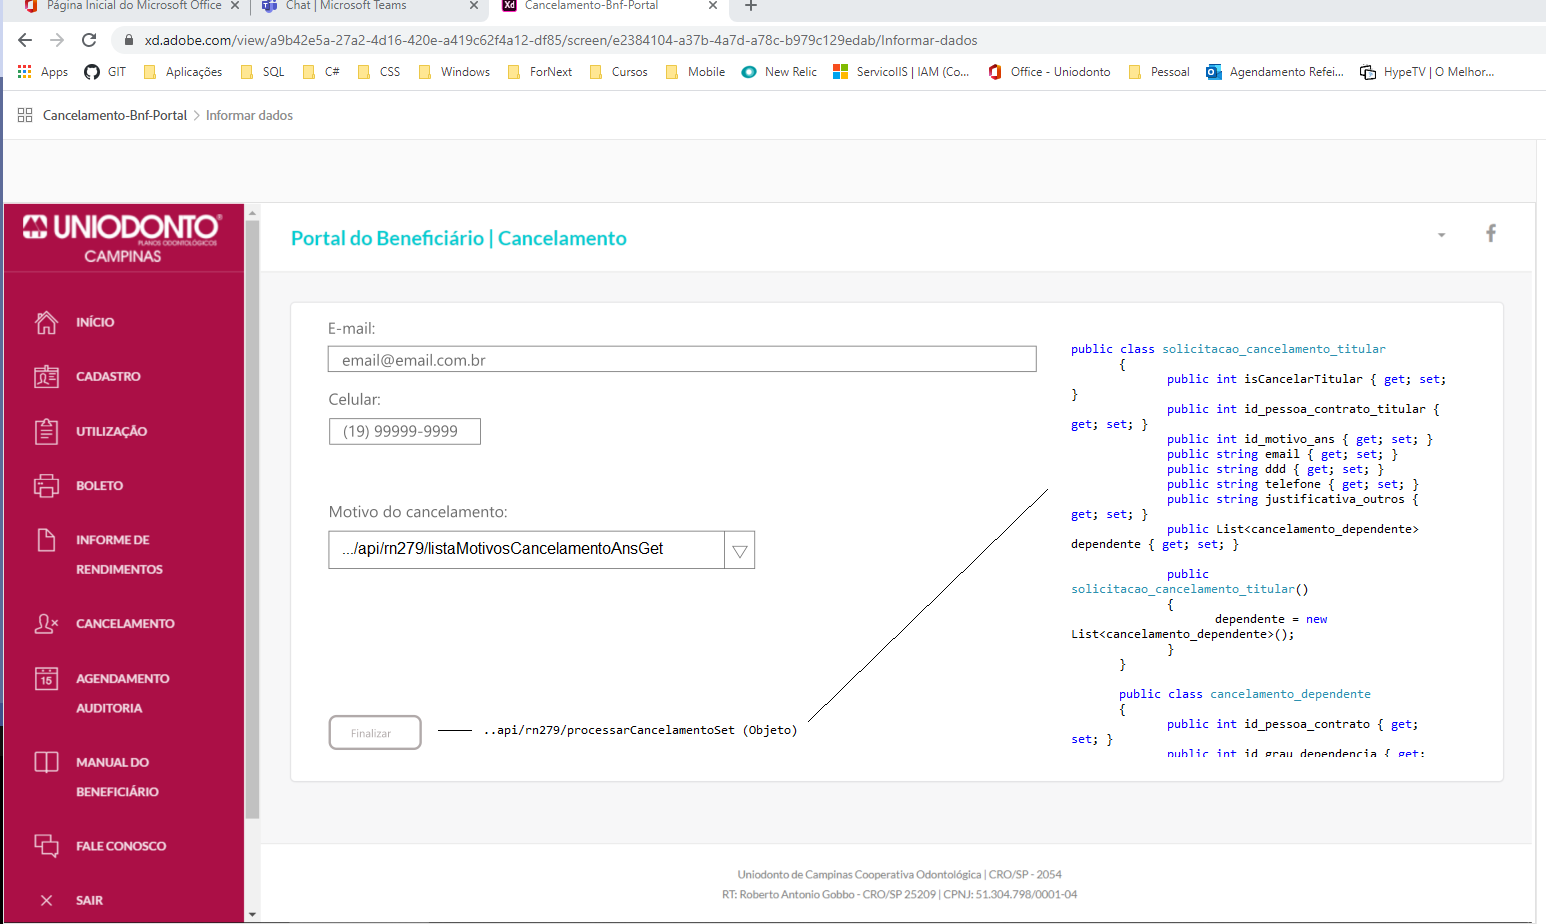 Página Inicial do Microsoft Office
Chat | Microsoft Teams
Cancelamento-Bnf-Portal
xd.adobe.com/view/a9b42e5a-27a2-4d16-420e-a419c62f4a12-df85/screen/e2384104-a37b-4a7d-a78c-b979c129edab/Informar-dados
Apps GIT Aplicações SQL C# CSS Windows ForNext Cursos Mobile New Relic ServicoIIS | IAM (Co... Office - Uniodonto Pessoal Agendamento Refei... HypeTV | O Melhor...
Cancelamento-Bnf-Portal > Informar dados
UNIODONTO®
PLANOS ODONTOLÓGICOS
CAMPINAS
INÍCIO
CADASTRO
UTILIZAÇÃO
BOLETO
INFORME DE
RENDIMENTOS
CANCELAMENTO
15
AGENDAMENTO
AUDITORIA
MANUAL DO
BENEFICIÁRIO
FALE CONOSCO
SAIR
Portal do Beneficiário | Cancelamento
E-mail:
email@email.com.br
Celular:
(19) 99999-9999
Motivo do cancelamento:
.../api/rn279/listaMotivosCancelamentoAnsGet
Finalizar
..api/rn279/processarCancelamentoSet (Objeto)
public class solicitacao_cancelamento_titular
{
public int isCancelarTitular { get; set;
}
public int id_pessoa_contrato_titular {
get; set; }
public int id_motivo_ans { get; set; }
public string email { get; set; }
public string ddd { get; set; }
public string telefone { get; set; }
public string justificativa_outros {
get; set; }
public List<cancelamento_dependente>
dependente { get; set; }
public
solicitacao_cancelamento_titular()
{
dependente = new
List<cancelamento_dependente>();
}
}
public class cancelamento_dependente
{
public int id_pessoa_contrato { get;
set; }
public int id_grau_dependencia { get;
Uniodonto de Campinas Cooperativa Odontológica | CRO/SP - 2054
RT: Roberto Antonio Gobbo - CRO/SP 25209 | CPNJ: 51.304.798/0001-04